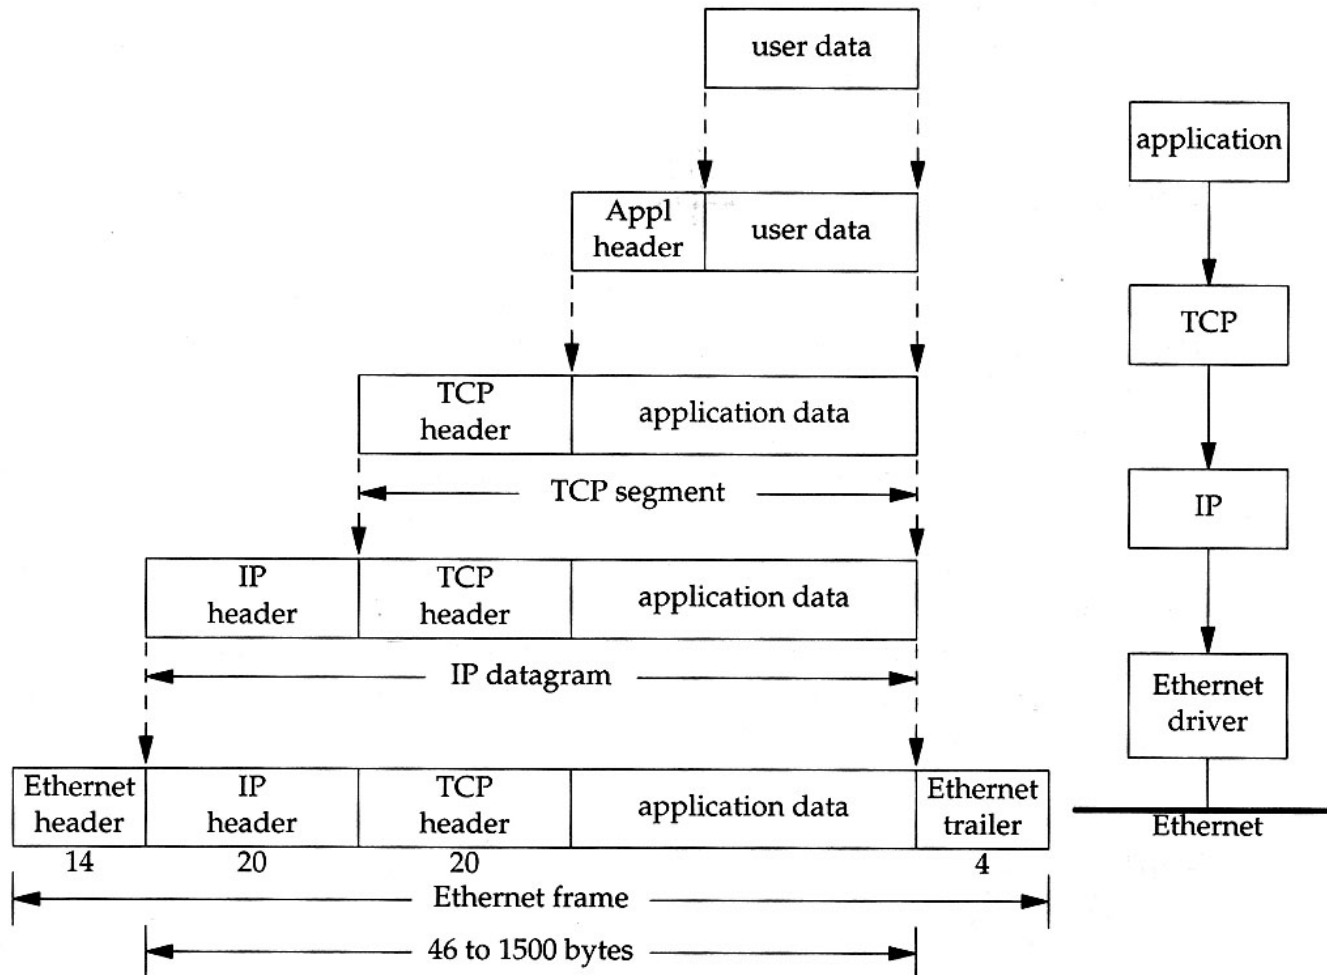 user data
application
Appl
header
user data
TCP
header
application data
TCP
TCP segment
IP
IP
header
TCP
header
application data
IP datagram
Ethernet
driver
Ethernet
header
IP
header
TCP
header
application data
Ethernet
trailer
Ethernet
14
20
20
4
Ethernet frame
46 to 1500 bytes